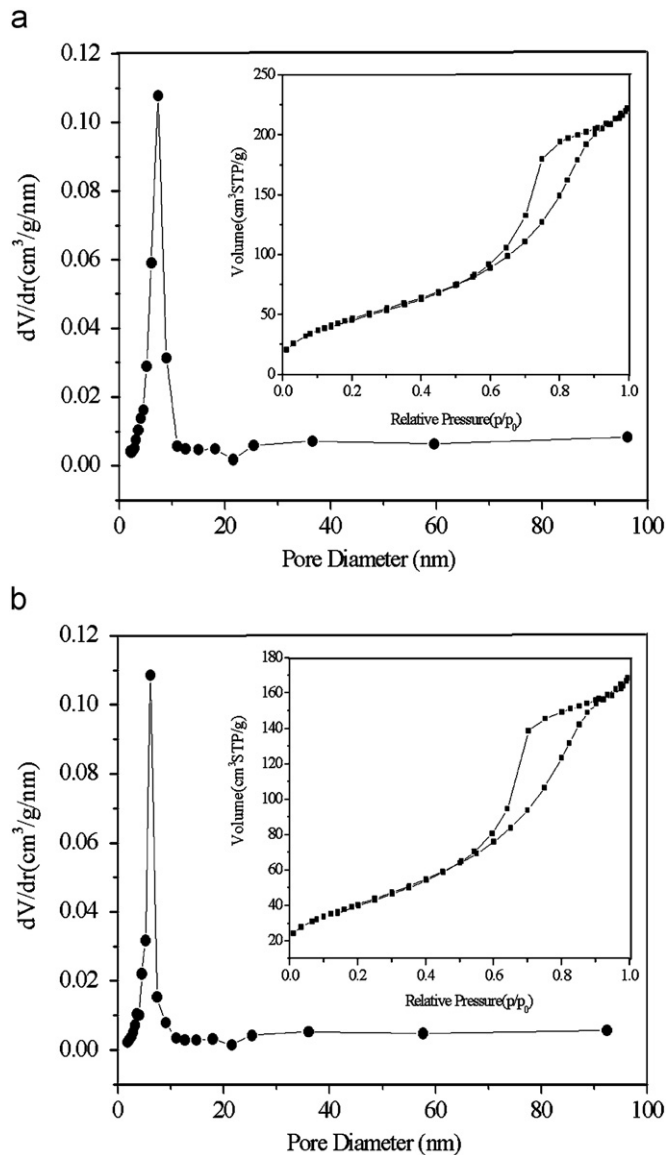 a
0.12
0.10
0.08
0.06
0.04
0.02
0.00
dV/dr(cm³/g/nm)
0 20 40 60 80 100
Pore Diameter (nm)
250
200
150
100
50
0
Volume(cm³STP/g)
0.0 0.2 0.4 0.6 0.8 1.0
Relative Pressure(p/p₀)
b
0.12
0.10
0.08
0.06
0.04
0.02
0.00
dV/dr(cm³/g/nm)
0 20 40 60 80 100
Pore Diameter (nm)
180
160
140
120
100
80
60
40
20
Volume(cm³STP/g)
0.0 0.2 0.4 0.6 0.8 1.0
Relative Pressure(p/p₀)